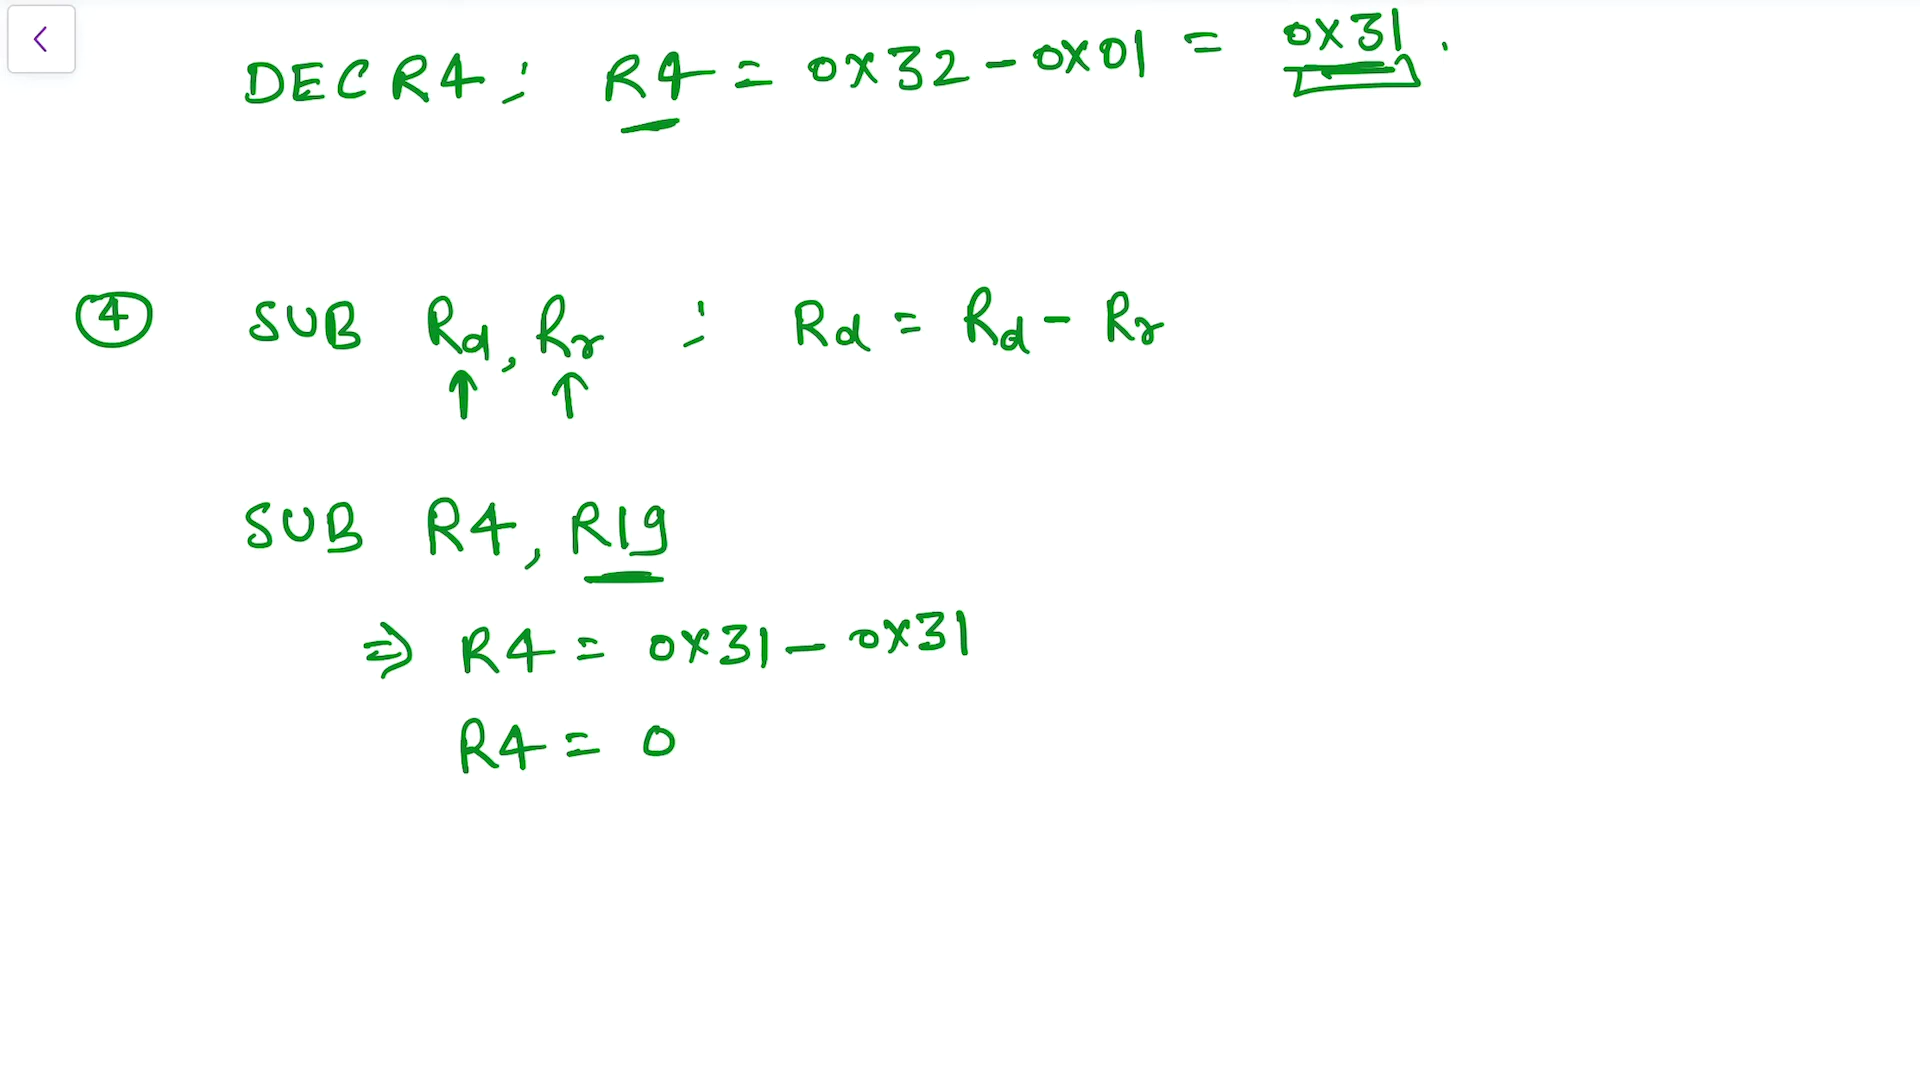 DEC R4; R4 = 0x32 - 0x01 = 0x31.
④ SUB Rd, Rr ; Rd = Rd - Rr
SUB R4, R19
⇒ R4 = 0x31 - 0x31
R4 = 0